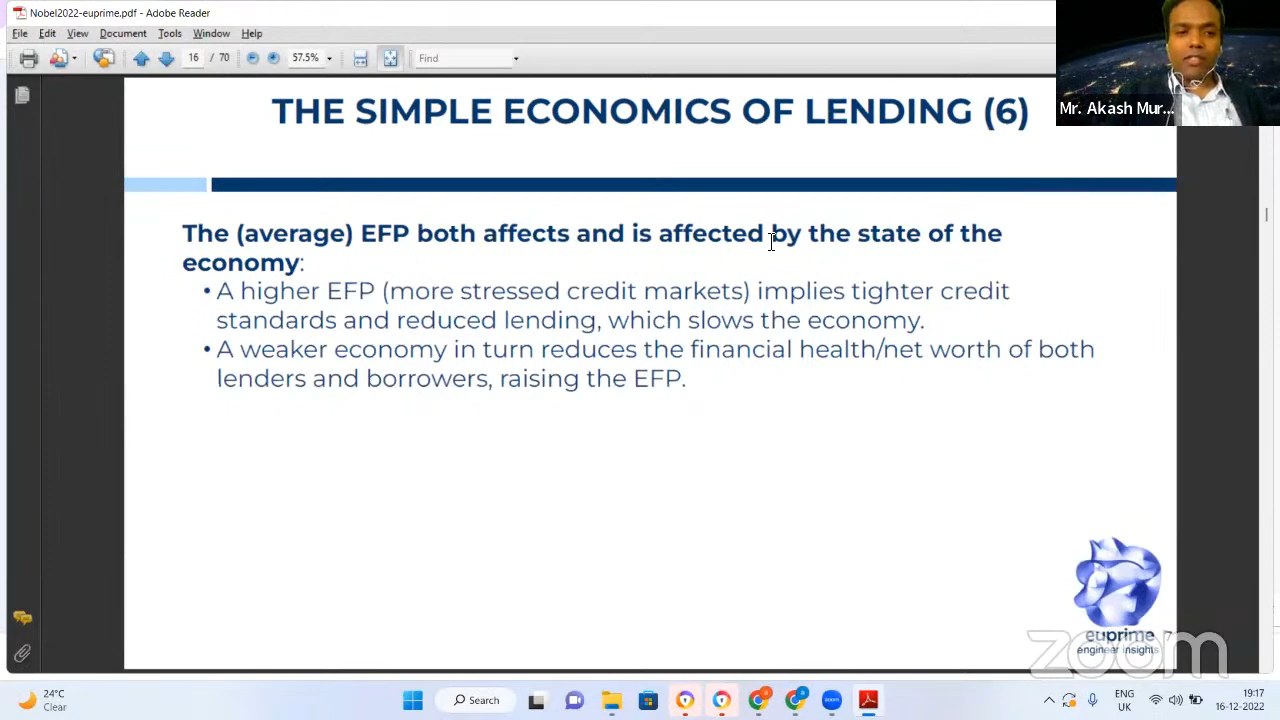 Nobel2022-euprime.pdf - Adobe Reader
File Edit View Document Tools Window Help
16 / 70 57.5% Find
Mr. Akash Mur...
THE SIMPLE ECONOMICS OF LENDING (6)
The (average) EFP both affects and is affected by the state of the
economy:
• A higher EFP (more stressed credit markets) implies tighter credit
standards and reduced lending, which slows the economy.
• A weaker economy in turn reduces the financial health/net worth of both
lenders and borrowers, raising the EFP.
euprime
engineer insights
zoom
24°C
Clear
Search
zoom
ENG
UK
19:17
16-12-2022